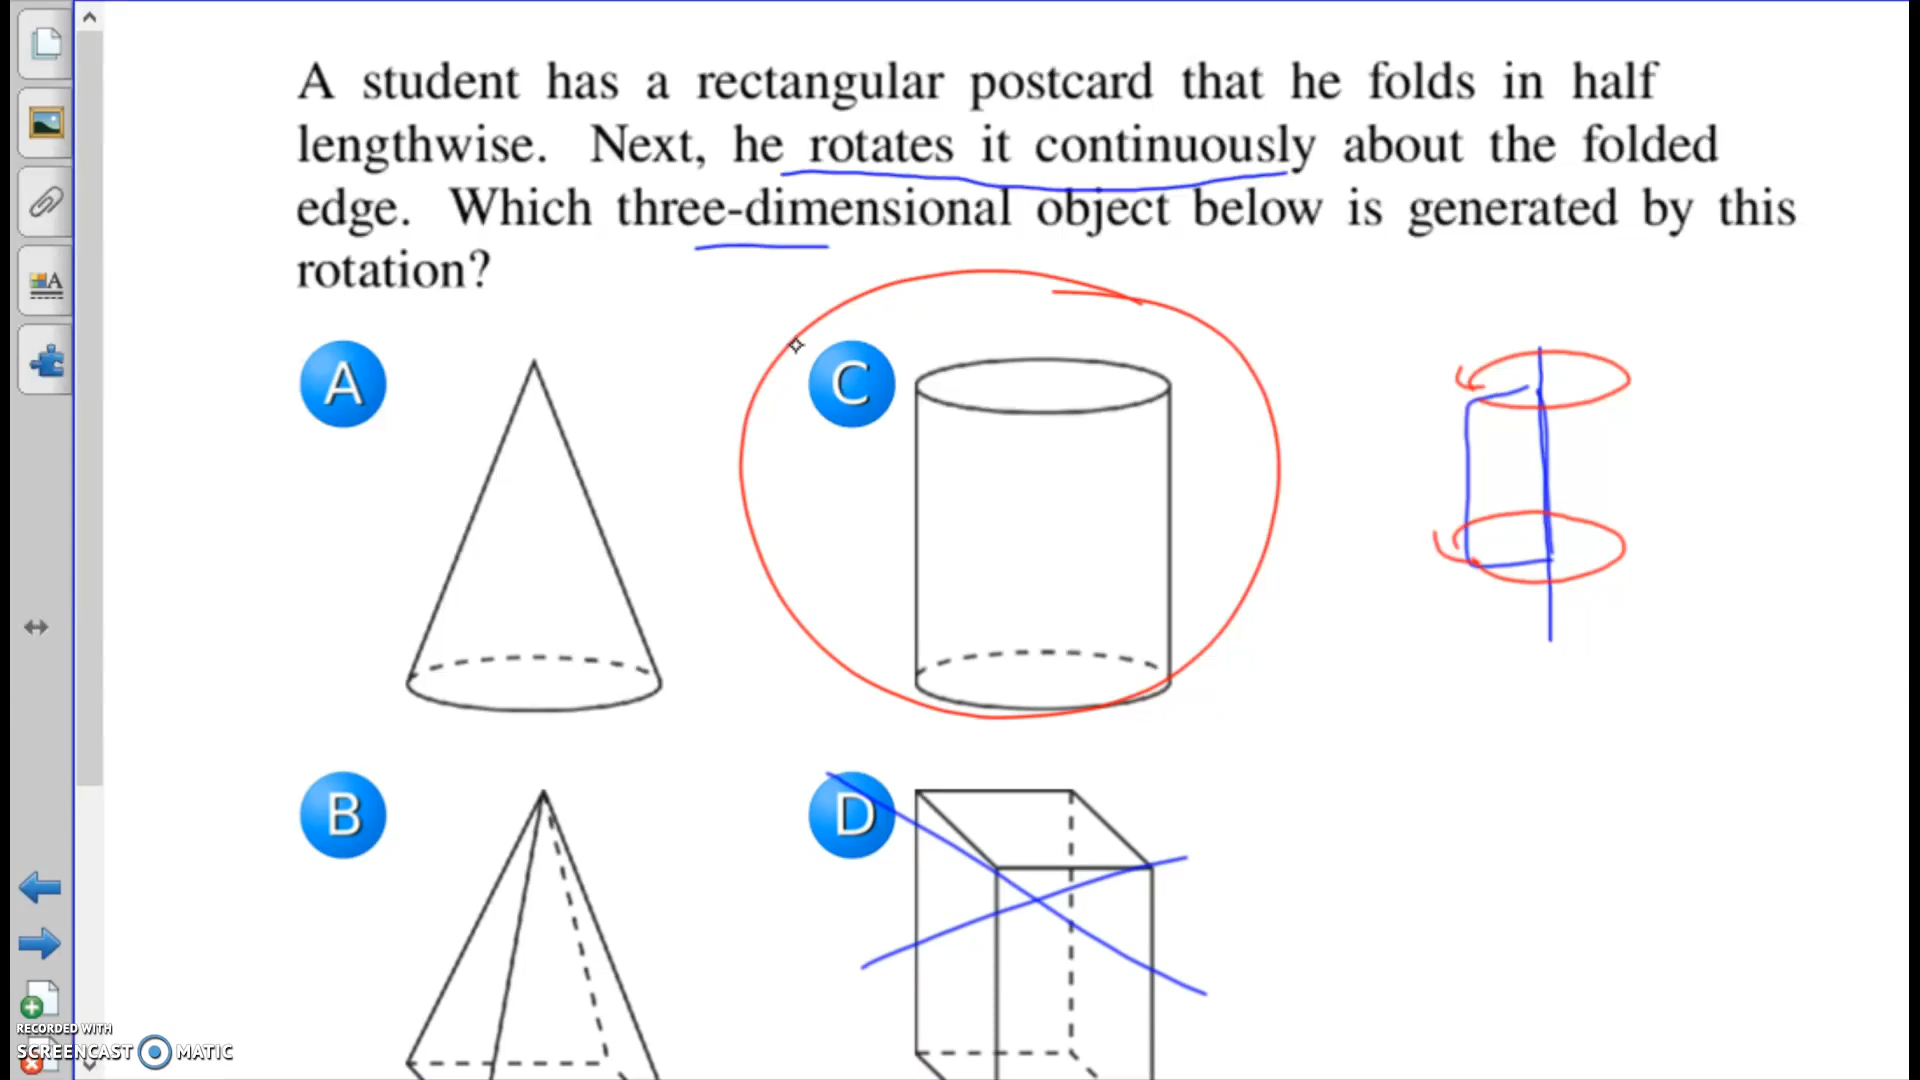 A student has a rectangular postcard that he folds in half
lengthwise. Next, he rotates it continuously about the folded
edge. Which three-dimensional object below is generated by this
rotation?
A
C
B
D
A
RECORDED WITH
SCREENCAST MATIC